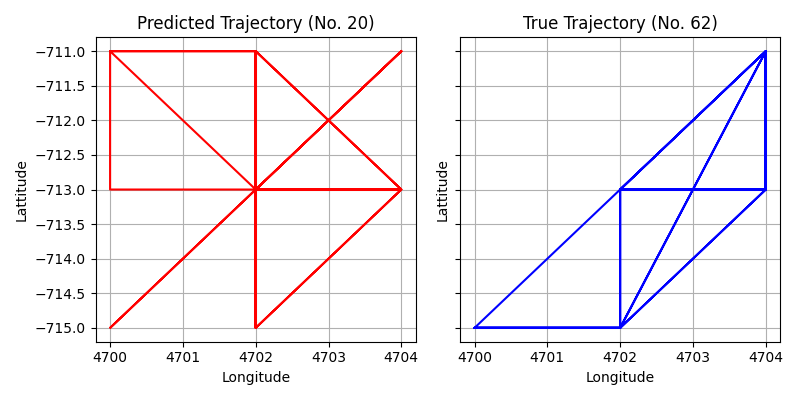 Predicted Trajectory (No. 20)
True Trajectory (No. 62)
−711.0
−711.5
−712.0
−712.5
−713.0
−713.5
−714.0
−714.5
−715.0
Lattitude
Lattitude
4700 4701 4702 4703 4704
4700 4701 4702 4703 4704
Longitude
Longitude